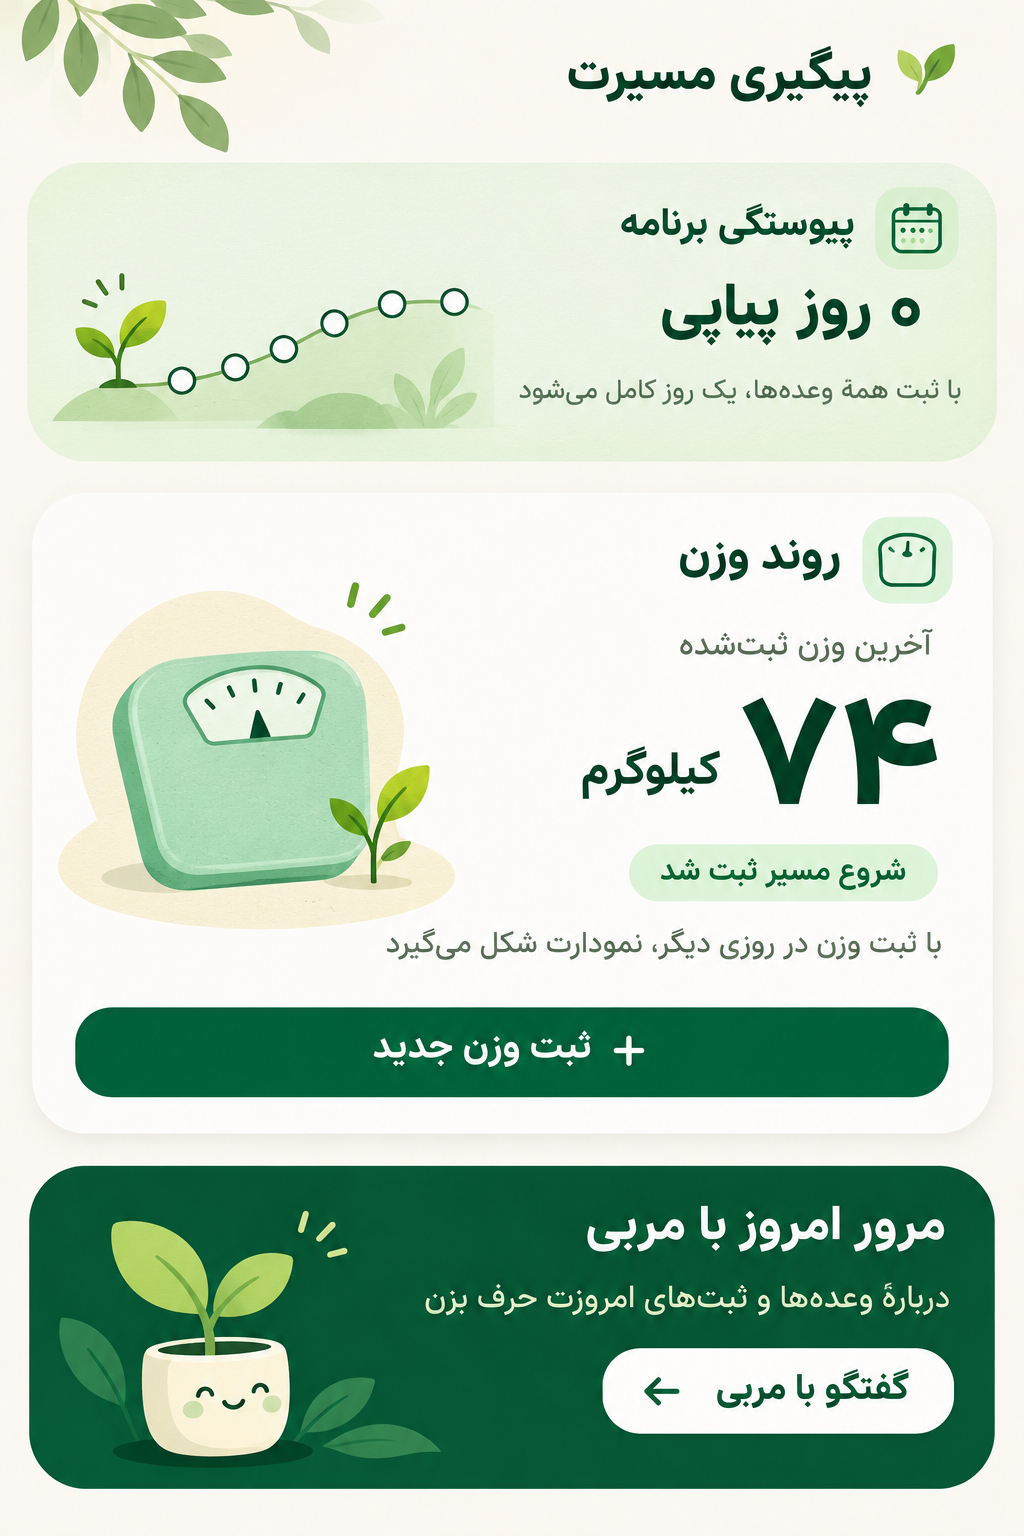 پیگیری مسیرت
پیوستگی برنامه
۰ روز پیاپی
با ثبت همهٔ وعده‌ها، یک روز کامل می‌شود
روند وزن
آخرین وزن ثبت‌شده
۷۴ کیلوگرم
شروع مسیر ثبت شد
با ثبت وزن در روزی دیگر، نمودارت شکل می‌گیرد
+ ثبت وزن جدید
مرور امروز با مربی
دربارهٔ وعده‌ها و ثبت‌های امروزت حرف بزن
گفتگو با مربی ←